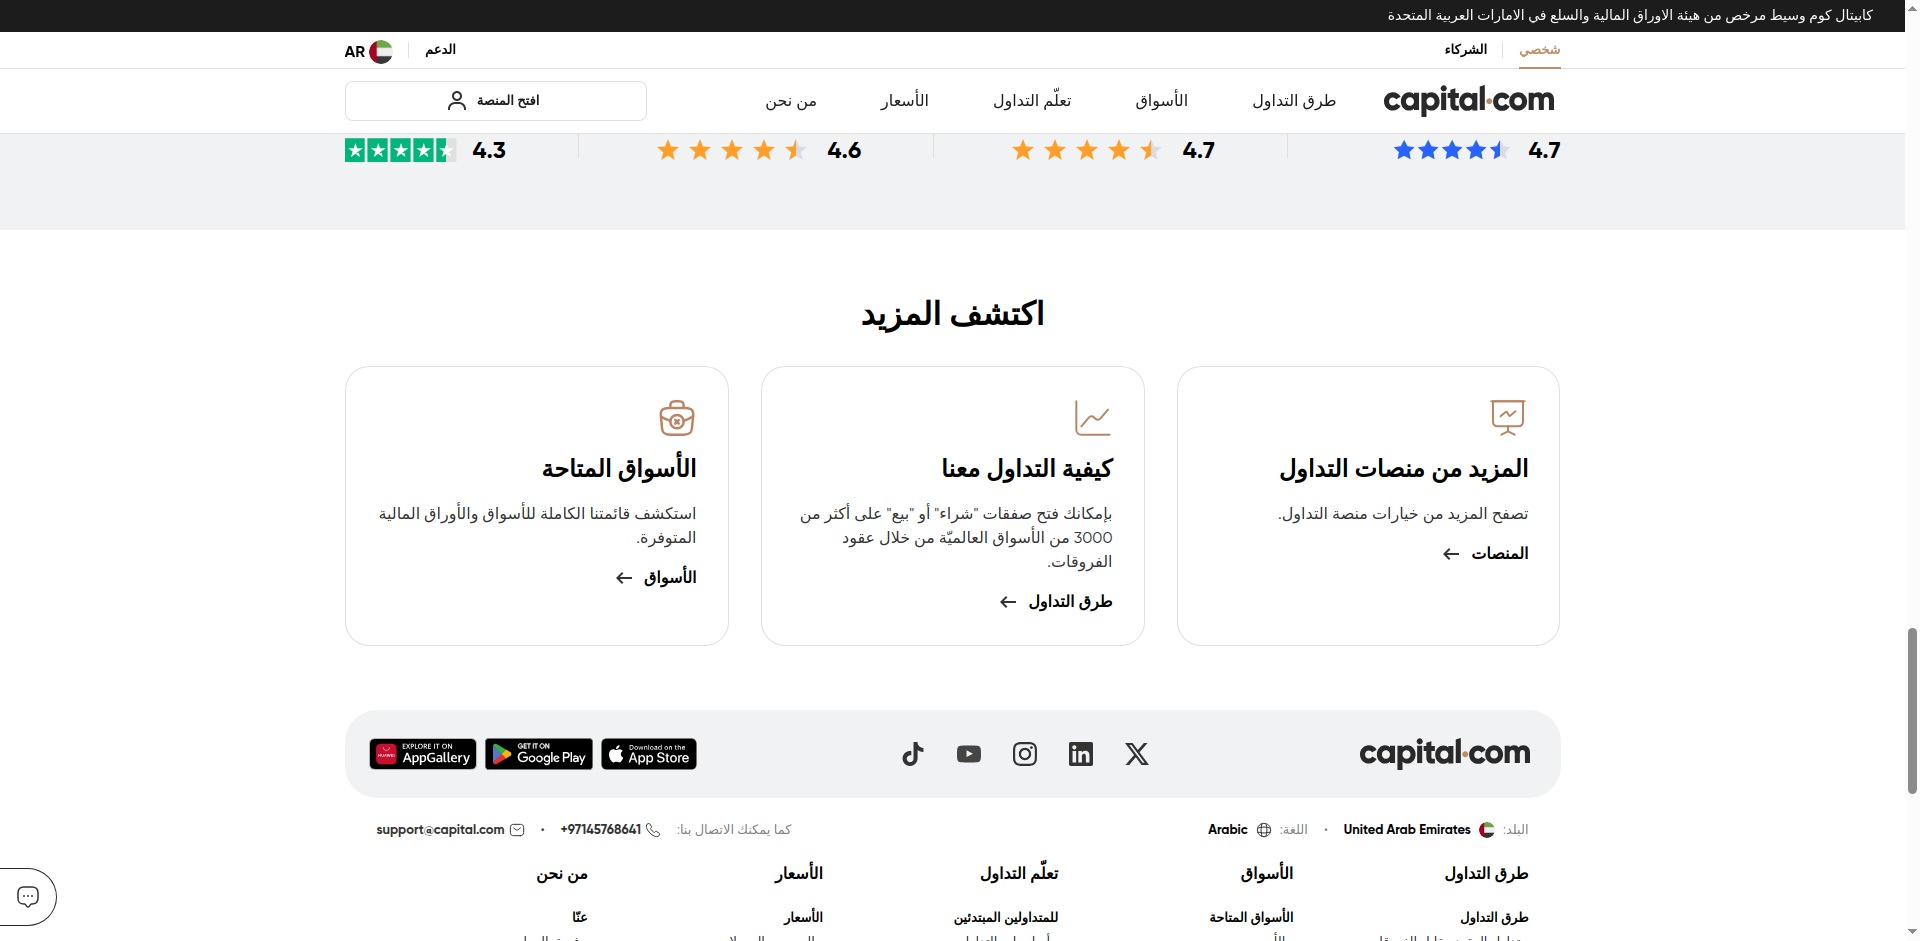 كابيتال كوم وسيط مرخص من هيئة الاوراق المالية والسلع في الامارات العربية المتحدة
شخصي
الشركاء
الدعم
AR
capital.com
طرق التداول
الأسواق
تعلّم التداول
الأسعار
من نحن
افتح المنصة
4.7
4.7
4.6
4.3
اكتشف المزيد
المزيد من منصات التداول
تصفح المزيد من خيارات منصة التداول.
المنصات
كيفية التداول معنا
بإمكانك فتح صفقات "شراء" أو "بيع" على أكثر من
3000 من الأسواق العالميّة من خلال عقود
الفروقات.
طرق التداول
الأسواق المتاحة
استكشف قائمتنا الكاملة للأسواق والأوراق المالية
المتوفرة.
الأسواق
capital.com
Download on the
App Store
GET IT ON
Google Play
HUAWEI
EXPLORE IT ON
AppGallery
البلد:
United Arab Emirates
اللغة:
Arabic
كما يمكنك الاتصال بنا:
+97145768641
support@capital.com
طرق التداول
الأسواق
تعلّم التداول
الأسعار
من نحن
طرق التداول
الأسواق المتاحة
للمتداولين المبتدئين
الأسعار
عنّا